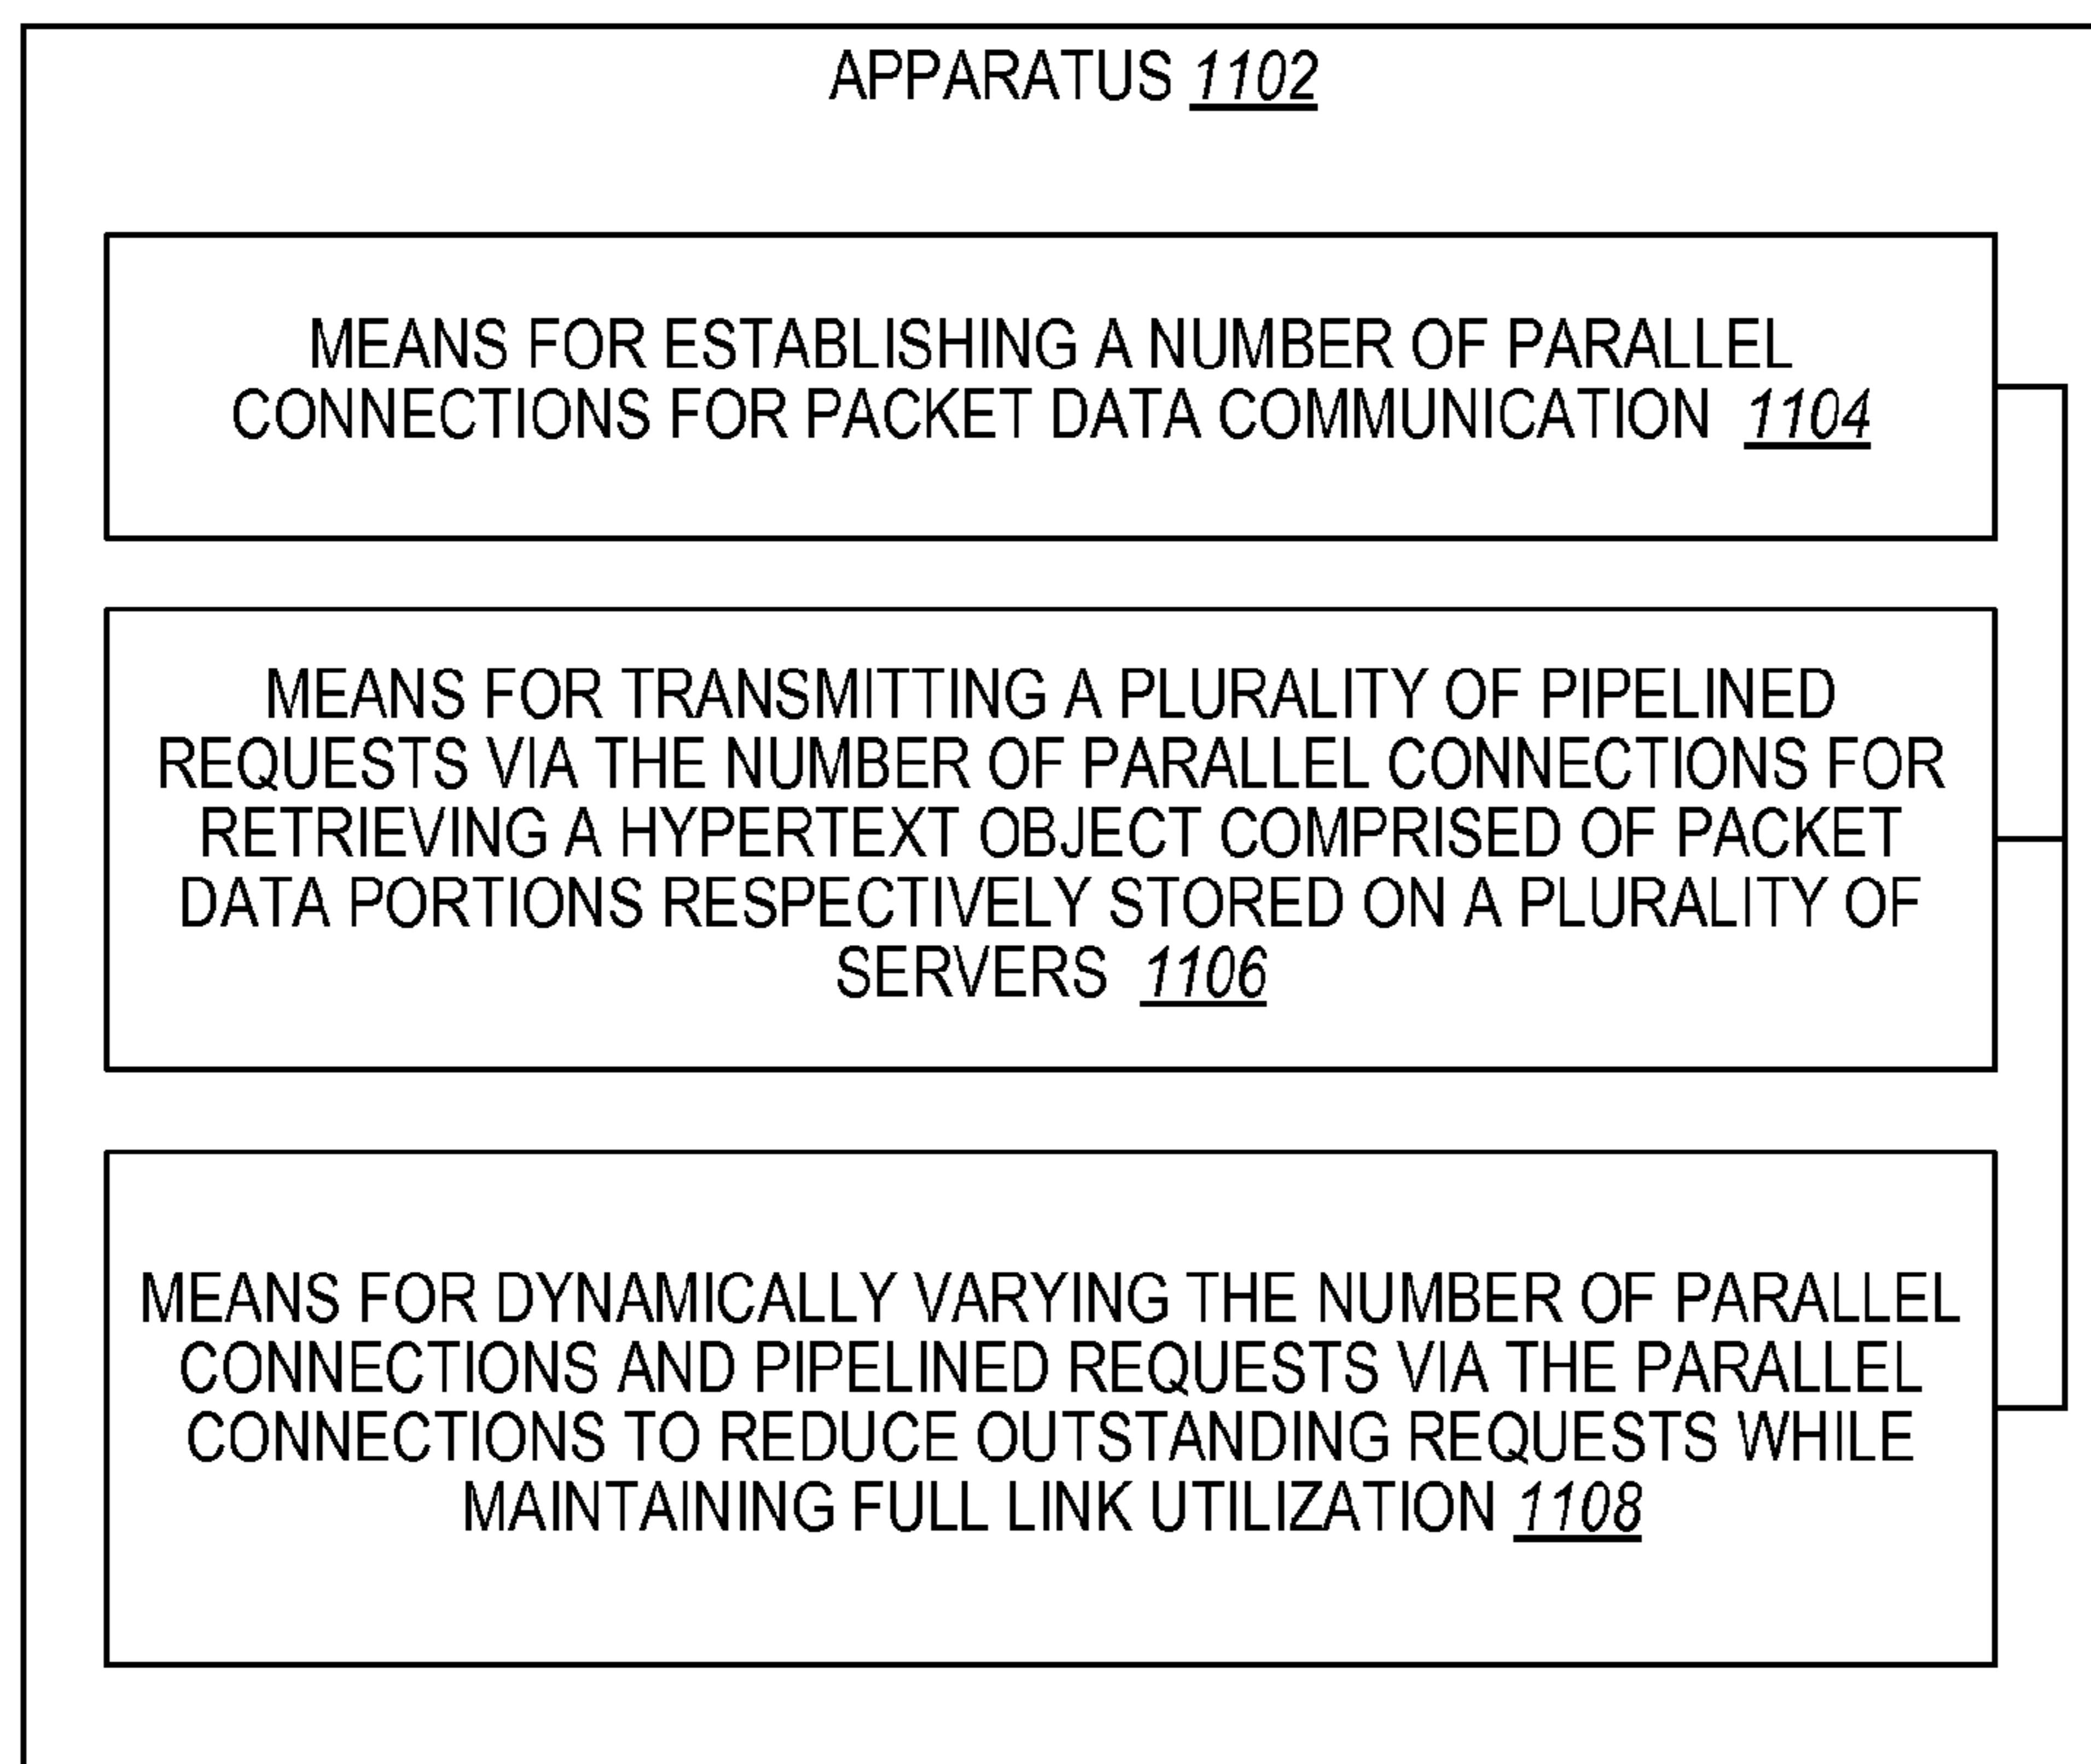 APPARATUS 1102
MEANS FOR ESTABLISHING A NUMBER OF PARALLEL
CONNECTIONS FOR PACKET DATA COMMUNICATION 1104
MEANS FOR TRANSMITTING A PLURALITY OF PIPELINED
REQUESTS VIA THE NUMBER OF PARALLEL CONNECTIONS FOR
RETRIEVING A HYPERTEXT OBJECT COMPRISED OF PACKET
DATA PORTIONS RESPECTIVELY STORED ON A PLURALITY OF
SERVERS 1106
MEANS FOR DYNAMICALLY VARYING THE NUMBER OF PARALLEL
CONNECTIONS AND PIPELINED REQUESTS VIA THE PARALLEL
CONNECTIONS TO REDUCE OUTSTANDING REQUESTS WHILE
MAINTAINING FULL LINK UTILIZATION 1108